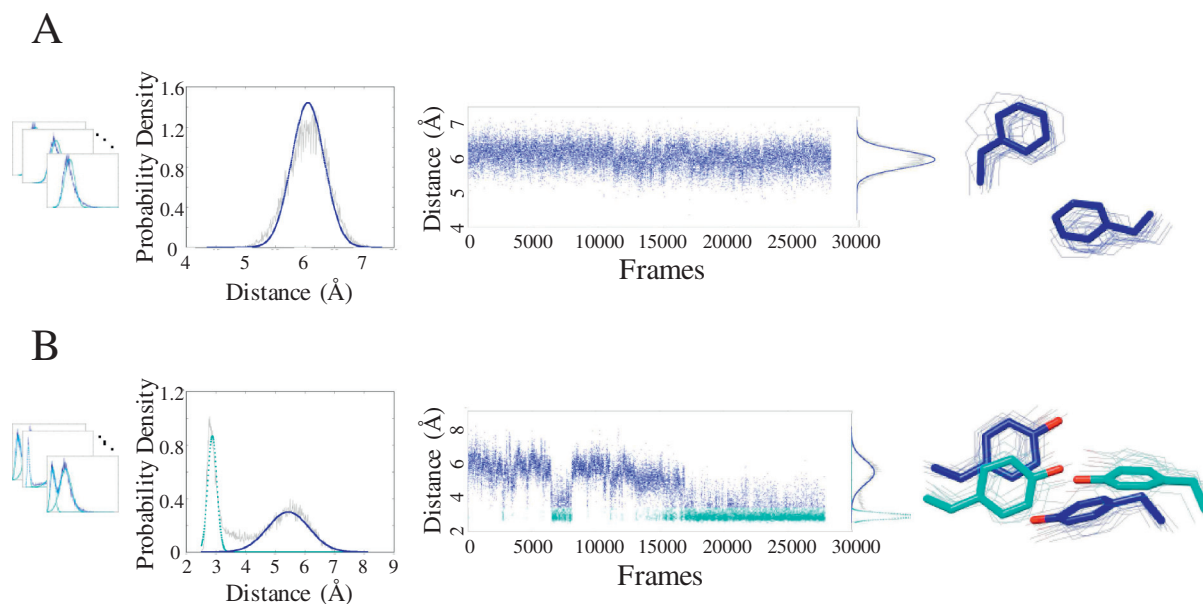 A
Probability Density
1.6
1.2
0.8
0.4
0
4 5 6 7
Distance (Å)
Distance (Å)
7
6
5
4
0 5000 10000 15000 20000 25000 30000
Frames
B
Probability Density
1.2
0.8
0.4
0
2 3 4 5 6 7 8 9
Distance (Å)
Distance (Å)
8
6
4
2
0 5000 10000 15000 20000 25000 30000
Frames